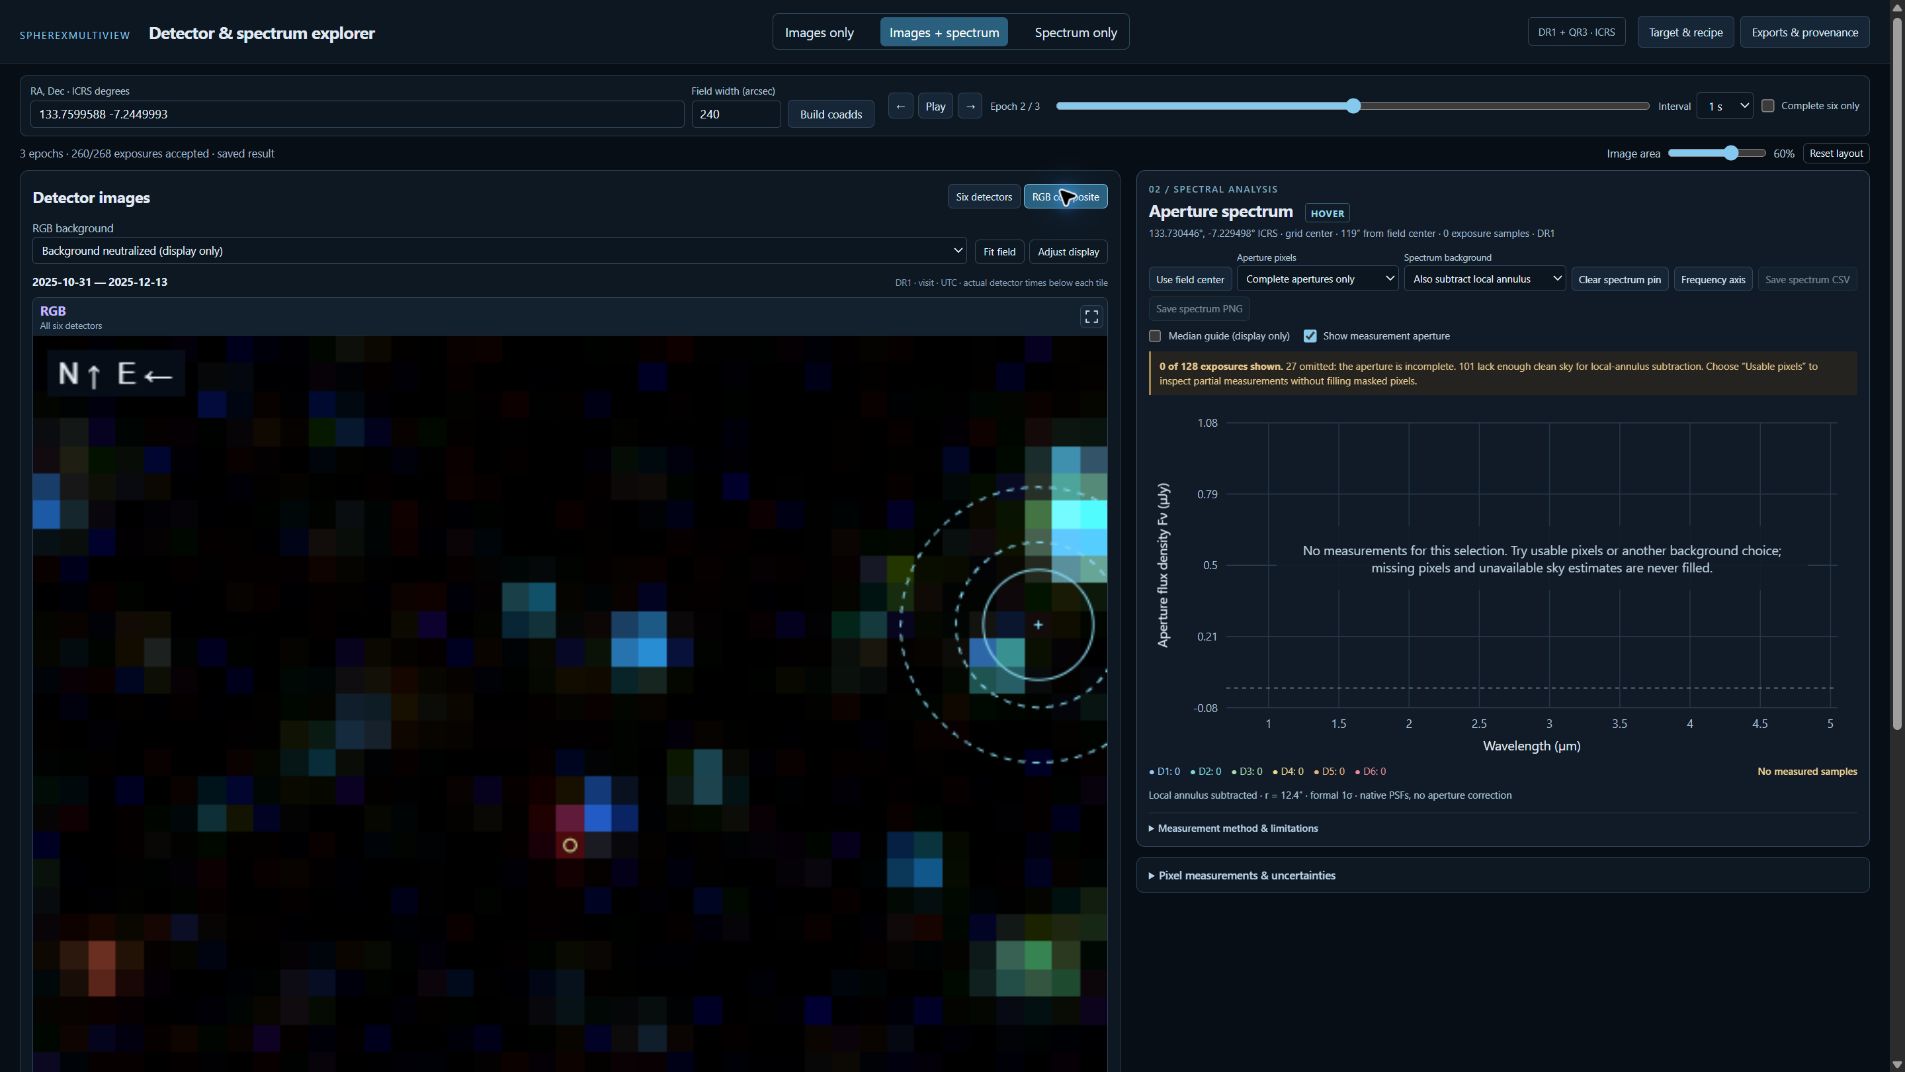 SPHEREXMULTIVIEW Detector & spectrum explorer
Images only Images + spectrum Spectrum only
DR1 + QR3 · ICRS Target & recipe Exports & provenance
RA, Dec · ICRS degrees
133.7599588 -7.2449993
Field width (arcsec)
240
Build coadds
← Play → Epoch 2 / 3
Interval 1 s Complete six only
3 epochs · 260/268 exposures accepted · saved result
Image area 60% Reset layout
Detector images
Six detectors RGB
RGB background
Background neutralized (display only)
Fit field Adjust display
2025-10-31 — 2025-12-13
DR1 · visit · UTC · actual detector times below each tile
RGB
All six detectors
N↑ E←
02 / SPECTRAL ANALYSIS
Aperture spectrum HOVER
133.730446°, -7.229498° ICRS · grid center · 119" from field center · 0 exposure samples · DR1
Use field center
Aperture pixels
Complete apertures only
Spectrum background
Also subtract local annulus
Clear spectrum pin Frequency axis Save spectrum CSV
Save spectrum PNG
Median guide (display only) Show measurement aperture
0 of 128 exposures shown. 27 omitted: the aperture is incomplete. 101 lack enough clean sky for local-annulus subtraction. Choose "Usable pixels" to
inspect partial measurements without filling masked pixels.
Aperture flux density Fν (µJy)
1.08
0.79
0.5
0.21
-0.08
No measurements for this selection. Try usable pixels or another background choice;
missing pixels and unavailable sky estimates are never filled.
1 1.5 2 2.5 3 3.5 4 4.5 5
Wavelength (µm)
• D1: 0 • D2: 0 • D3: 0 • D4: 0 • D5: 0 • D6: 0
No measured samples
Local annulus subtracted · r = 12.4" · formal 1σ · native PSFs, no aperture correction
Measurement method & limitations
Pixel measurements & uncertainties